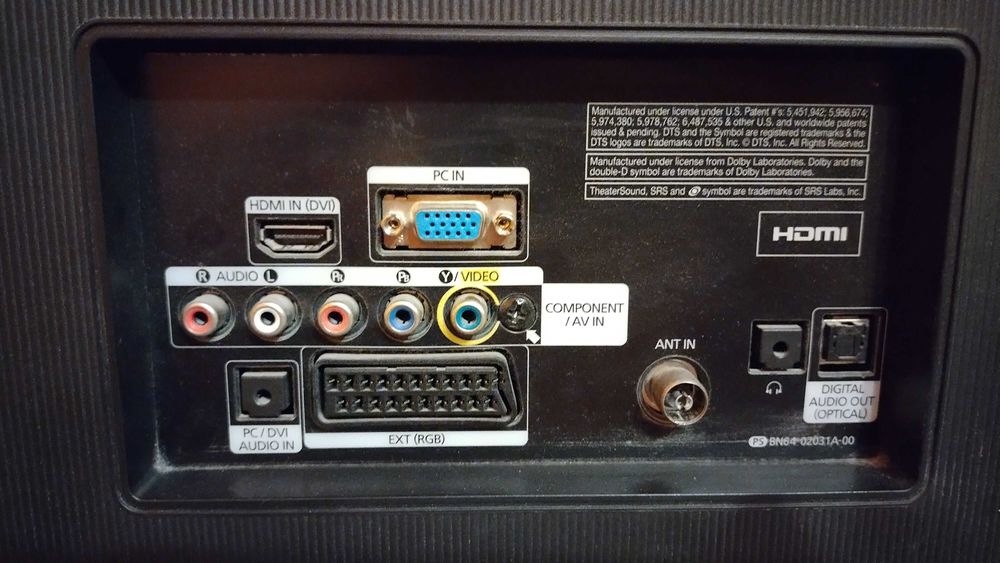 Manufactured under license under U.S. Patent #'s: 5,451,942; 5,956,674;
5,974,380; 5,978,762; 6,487,535 & other U.S. and worldwide patents
issued & pending. DTS and the Symbol are registered trademarks & the
DTS logos are trademarks of DTS, Inc. © DTS, Inc. All Rights Reserved.
Manufactured under license from Dolby Laboratories. Dolby and the
double-D symbol are trademarks of Dolby Laboratories.
TheaterSound, SRS and symbol are trademarks of SRS Labs, Inc.
PC IN
HDMI IN (DVI)
HDMI
R AUDIO L PR PB Y / VIDEO
COMPONENT
/ AV IN
ANT IN
DIGITAL
AUDIO OUT
(OPTICAL)
PC / DVI
AUDIO IN
EXT (RGB)
PS BN64-02031A-00